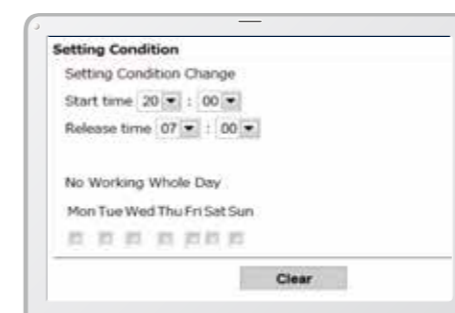 Setting Condition
Setting Condition Change
Start time 20 : 00
Release time 07 : 00
No Working Whole Day
Mon Tue Wed Thu Fri Sat Sun
Clear